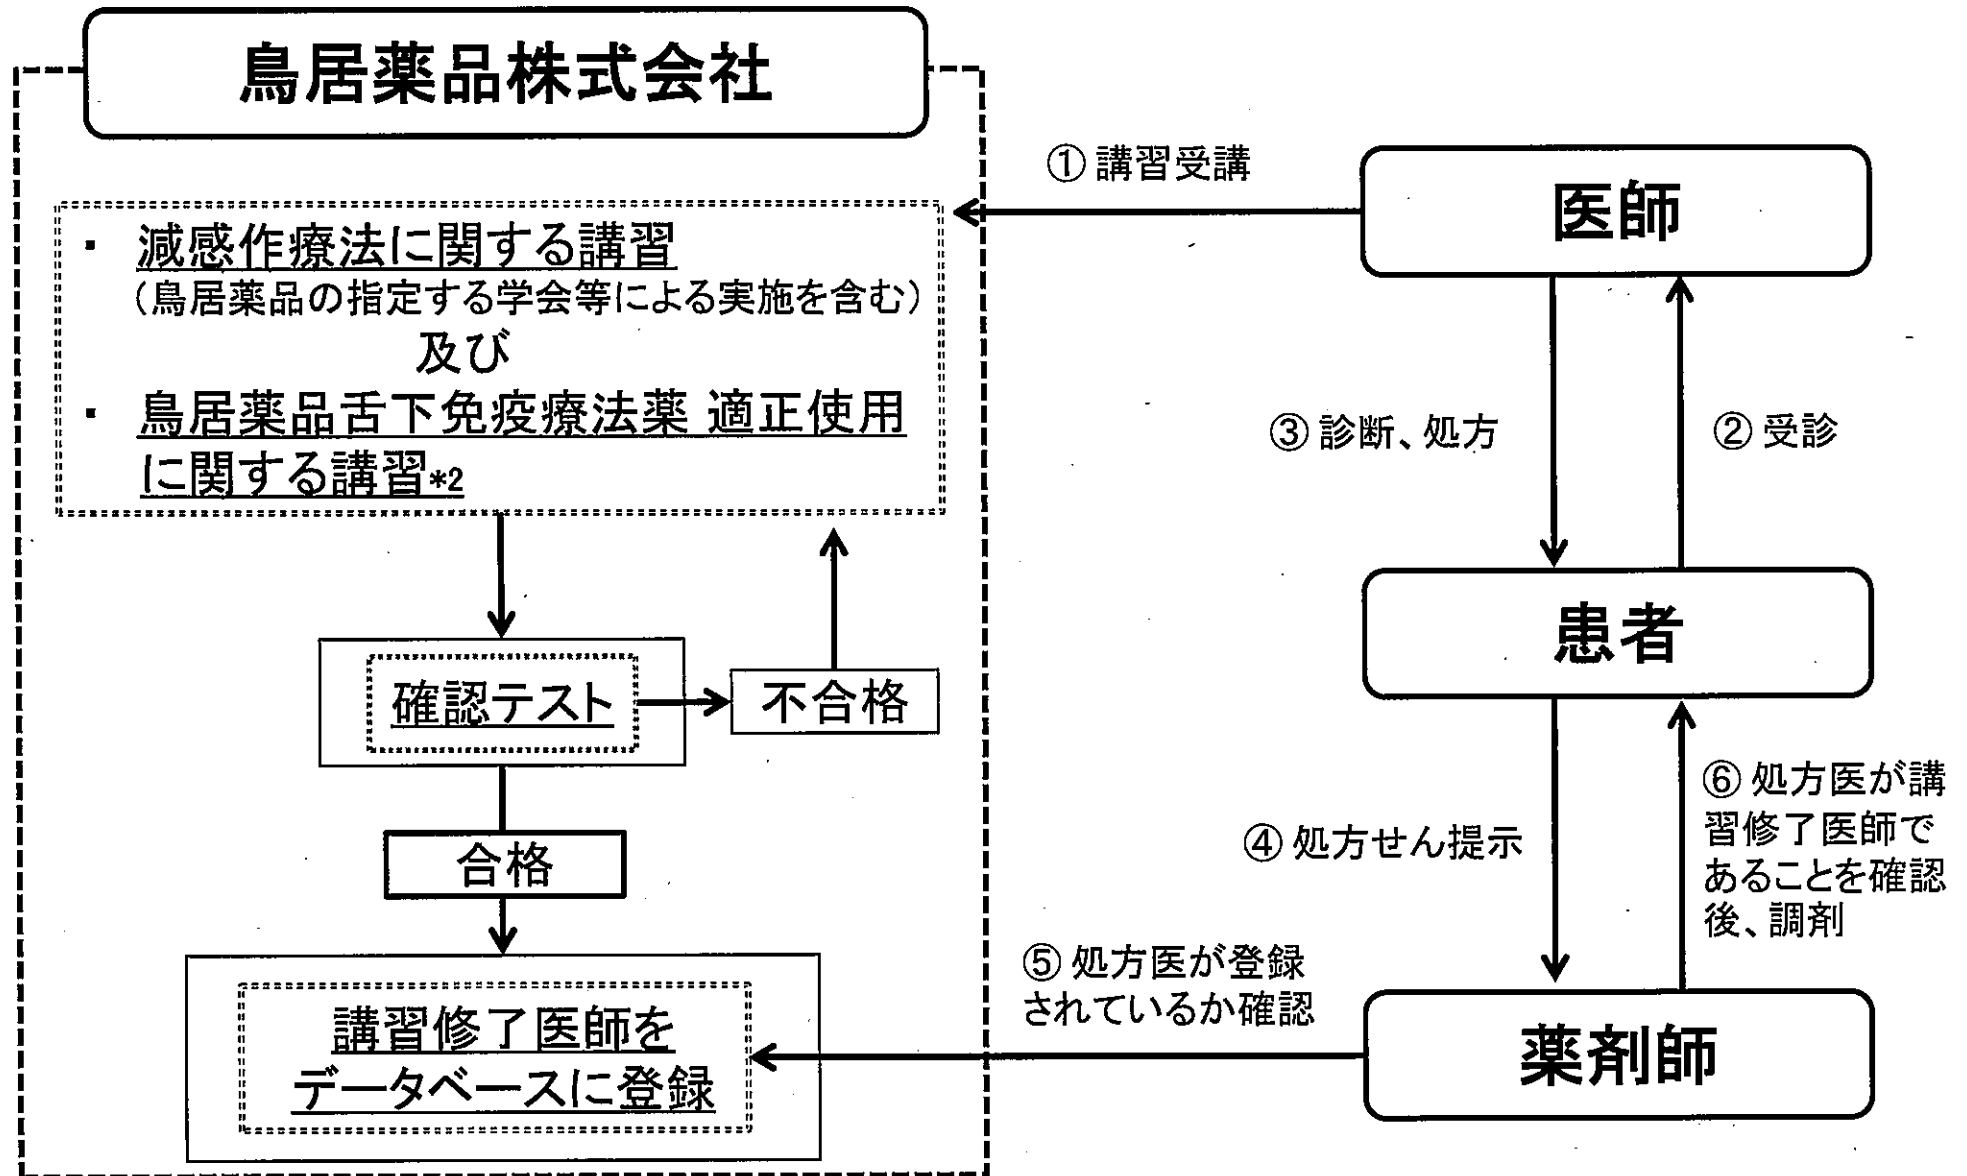 鳥居薬品株式会社
・ 減感作療法に関する講習
（鳥居薬品の指定する学会等による実施を含む）
及び
・ 鳥居薬品舌下免疫療法薬 適正使用
に関する講習*2
確認テスト
不合格
合格
講習修了医師を
データベースに登録
① 講習受講
医師
③ 診断、処方
② 受診
患者
④ 処方せん提示
⑥ 処方医が講
習修了医師で
あることを確認
後、調剤
⑤ 処方医が登録
されているか確認
薬剤師